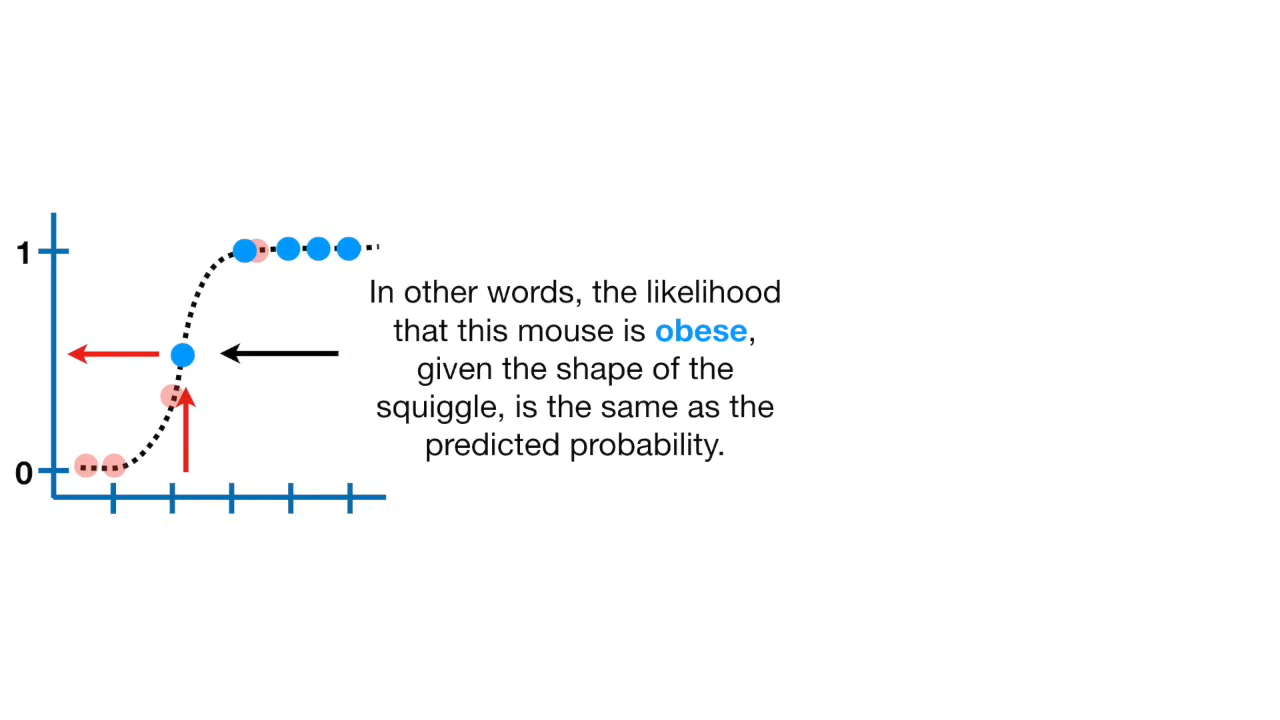 1
In other words, the likelihood
that this mouse is obese,
given the shape of the
squiggle, is the same as the
predicted probability.
0